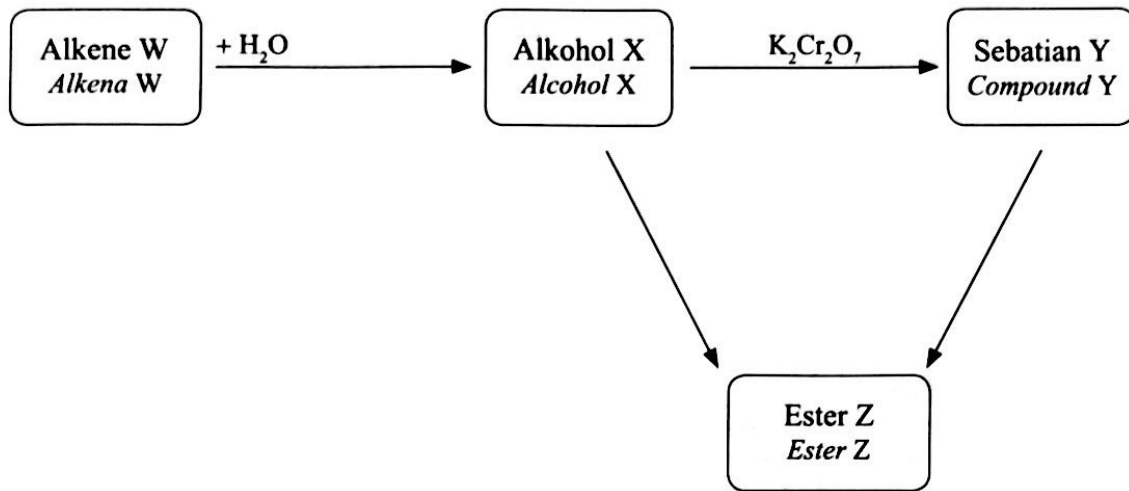 Alkene W
Alkena W
+ H₂O
Alkohol X
Alcohol X
K₂Cr₂O₇
Sebatian Y
Compound Y
Ester Z
Ester Z